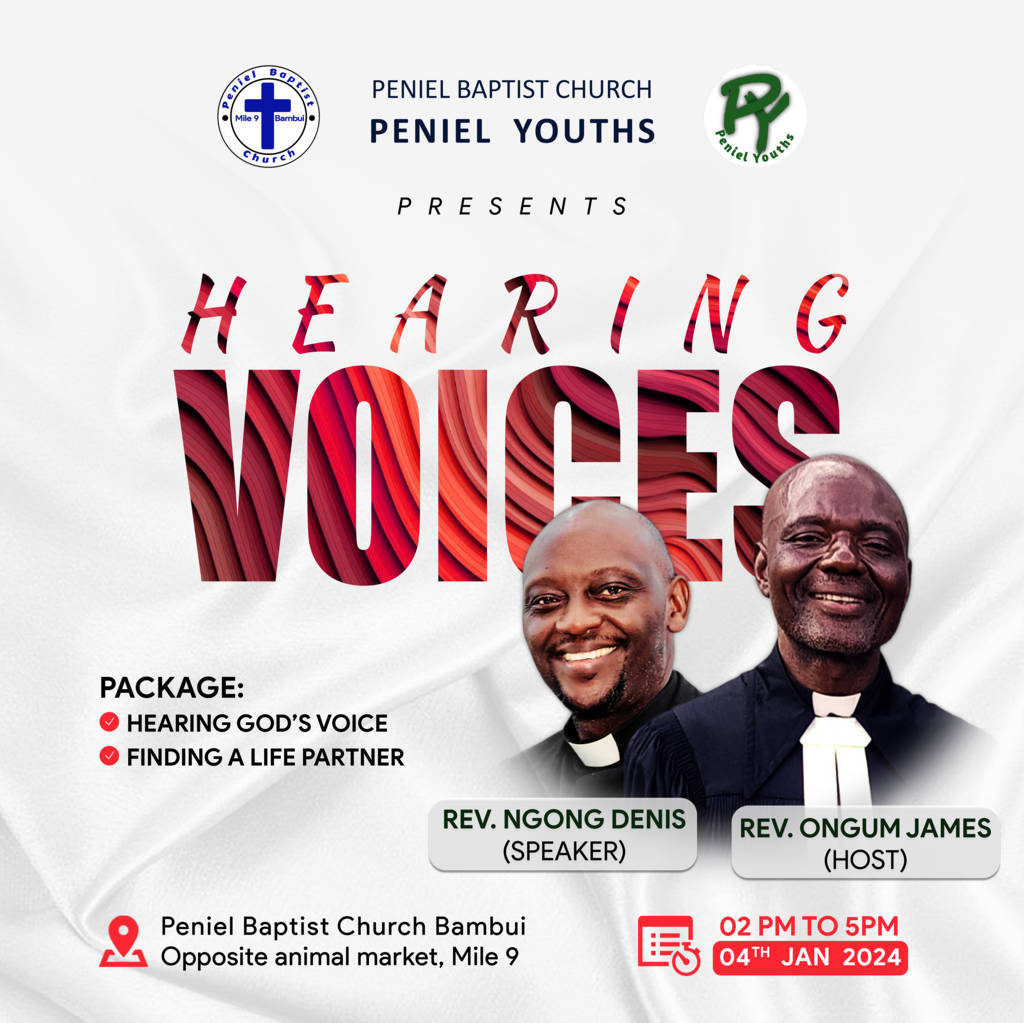 Peniel Baptist
Mile 9 Bambui
Church
PENIEL BAPTIST CHURCH
PENIEL YOUTHS
PY
Peniel Youths
PRESENTS
HEARING
VOICES
PACKAGE:
HEARING GOD'S VOICE
FINDING A LIFE PARTNER
REV. NGONG DENIS
(SPEAKER)
REV. ONGUM JAMES
(HOST)
Peniel Baptist Church Bambui
Opposite animal market, Mile 9
02 PM TO 5PM
04TH JAN 2024